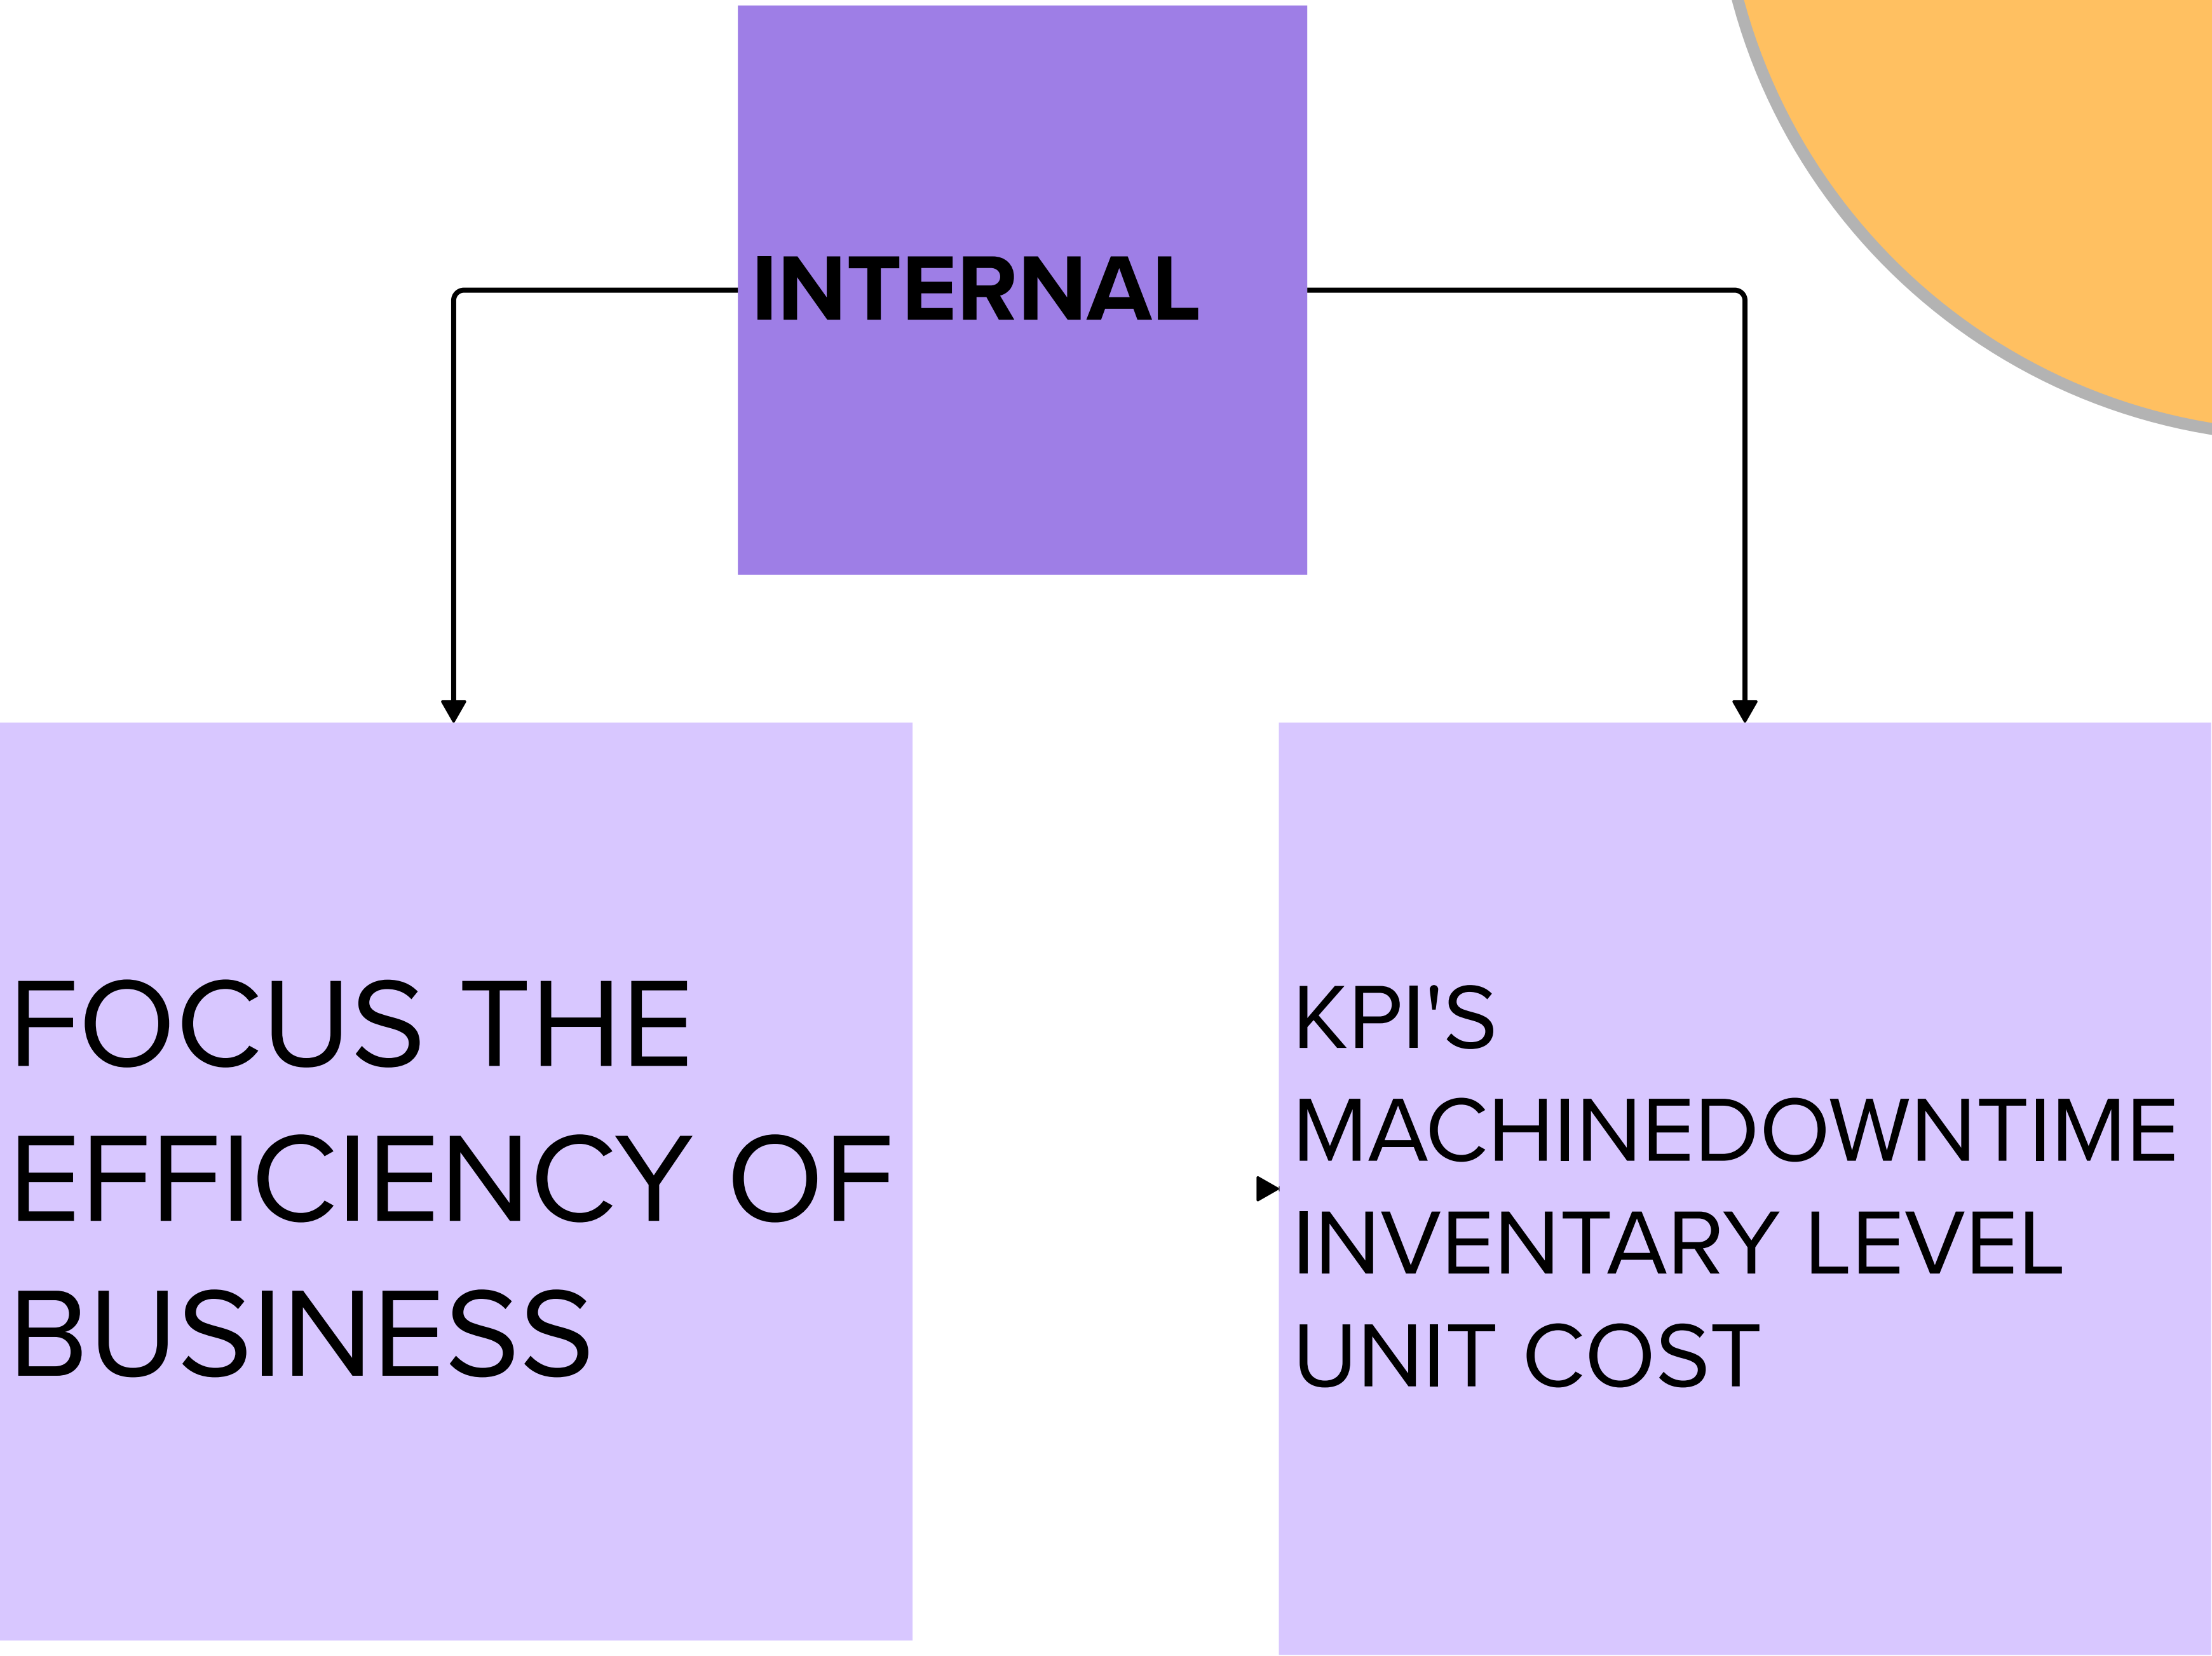 INTERNAL
FOCUS THE
EFFICIENCY OF
BUSINESS
KPI'S
MACHINEDOWNTIME
INVENTARY LEVEL
UNIT COST